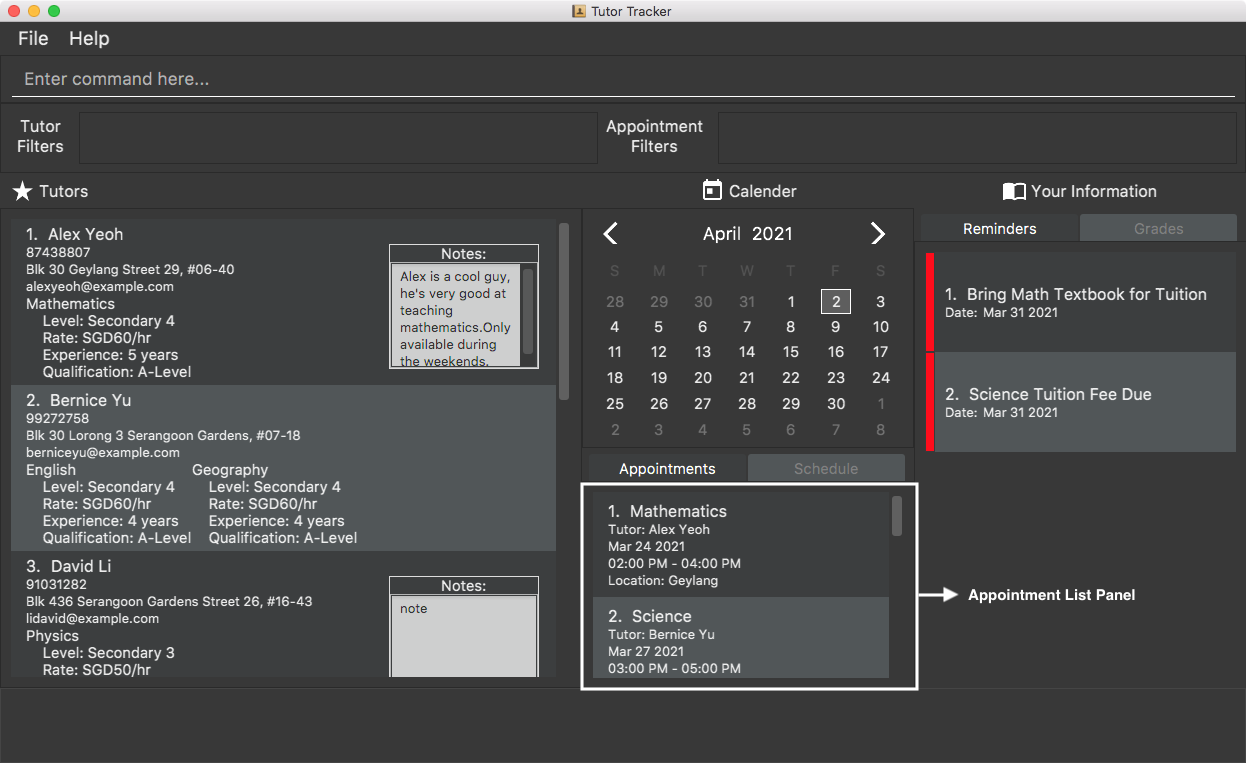 Tutor Tracker
File Help
Enter command here...
Tutor
Filters
Appointment
Filters
Tutors
1. Alex Yeoh
87438807
Blk 30 Geylang Street 29, #06-40
alexyeoh@example.com
Mathematics
Level: Secondary 4
Rate: SGD60/hr
Experience: 5 years
Qualification: A-Level
Notes:
Alex is a cool guy,
he's very good at
teaching
mathematics.Only
available during
the weekends.
2. Bernice Yu
99272758
Blk 30 Lorong 3 Serangoon Gardens, #07-18
berniceyu@example.com
English Geography
Level: Secondary 4 Level: Secondary 4
Rate: SGD60/hr Rate: SGD60/hr
Experience: 4 years Experience: 4 years
Qualification: A-Level Qualification: A-Level
3. David Li
91031282
Blk 436 Serangoon Gardens Street 26, #16-43
lidavid@example.com
Physics
Level: Secondary 3
Rate: SGD50/hr
Notes:
note
Calender
April 2021
S M T W T F S
28 29 30 31 1 2 3
4 5 6 7 8 9 10
11 12 13 14 15 16 17
18 19 20 21 22 23 24
25 26 27 28 29 30 1
2 3 4 5 6 7 8
Appointments Schedule
1. Mathematics
Tutor: Alex Yeoh
Mar 24 2021
02:00 PM - 04:00 PM
Location: Geylang
2. Science
Tutor: Bernice Yu
Mar 27 2021
03:00 PM - 05:00 PM
Your Information
Reminders Grades
1. Bring Math Textbook for Tuition
Date: Mar 31 2021
2. Science Tuition Fee Due
Date: Mar 31 2021
Appointment List Panel